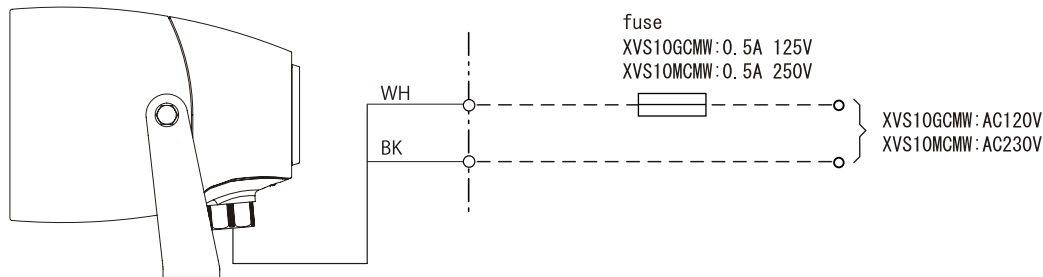 fuse
XVS10GCMW:0.5A 125V
XVS10MCMW:0.5A 250V
WH
BK
XVS10GCMW:AC120V
XVS10MCMW:AC230V